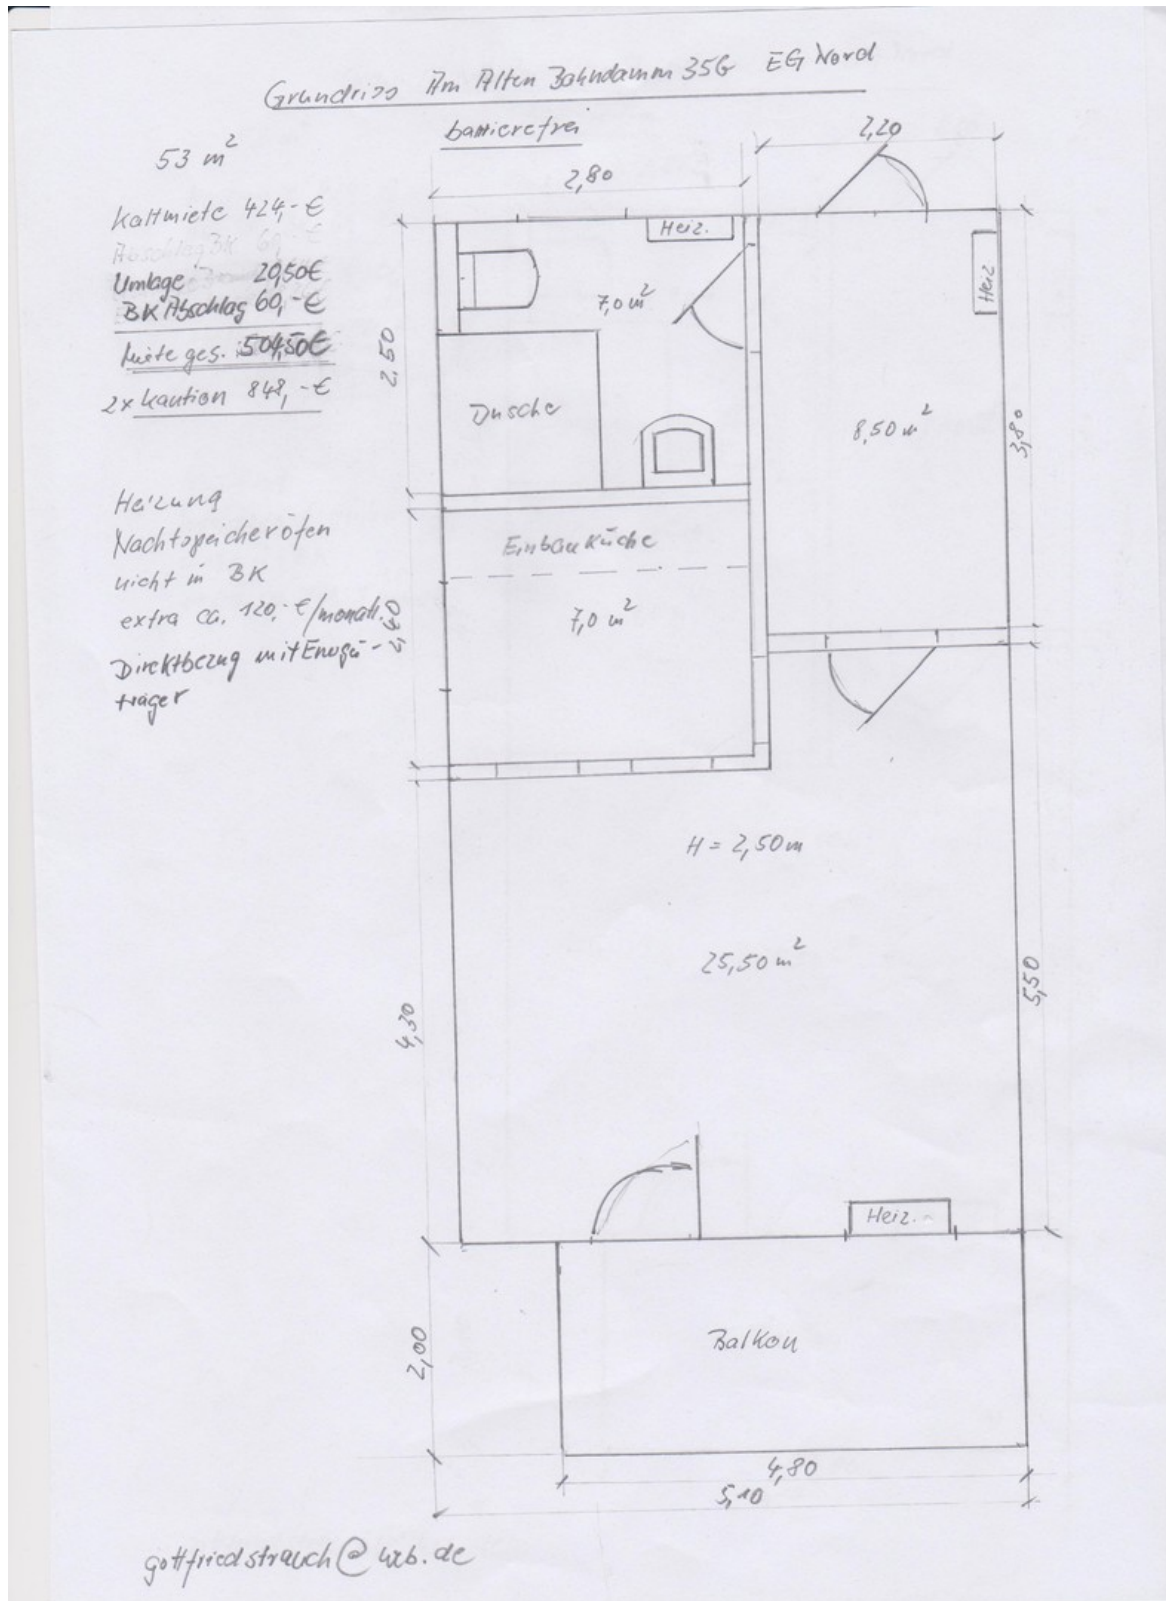 Grundriss Am Alten Bahndamm 35G EG Nord
barrierefrei
53 m²
Kaltmiete 424,-€
Abschlag BK 60,-€
Umlage 20,50€
BK Abschlag 60,-€
Miete ges. 504,50€
2x Kaution 848,-€
Heizung
Nachtspeicheröfen
nicht in BK
extra ca. 120,-€/monatl.
Direktbezug mit Energie-
träger
2,20
2,80
Heiz.
Heiz
7,0 m²
2,50
Dusche
8,50 m²
3,80
Einbauküche
7,0 m²
2,40
H = 2,50m
25,50 m²
5,50
4,30
Heiz.
Balkon
2,00
4,80
5,10
gottfriedstrauch@web.de